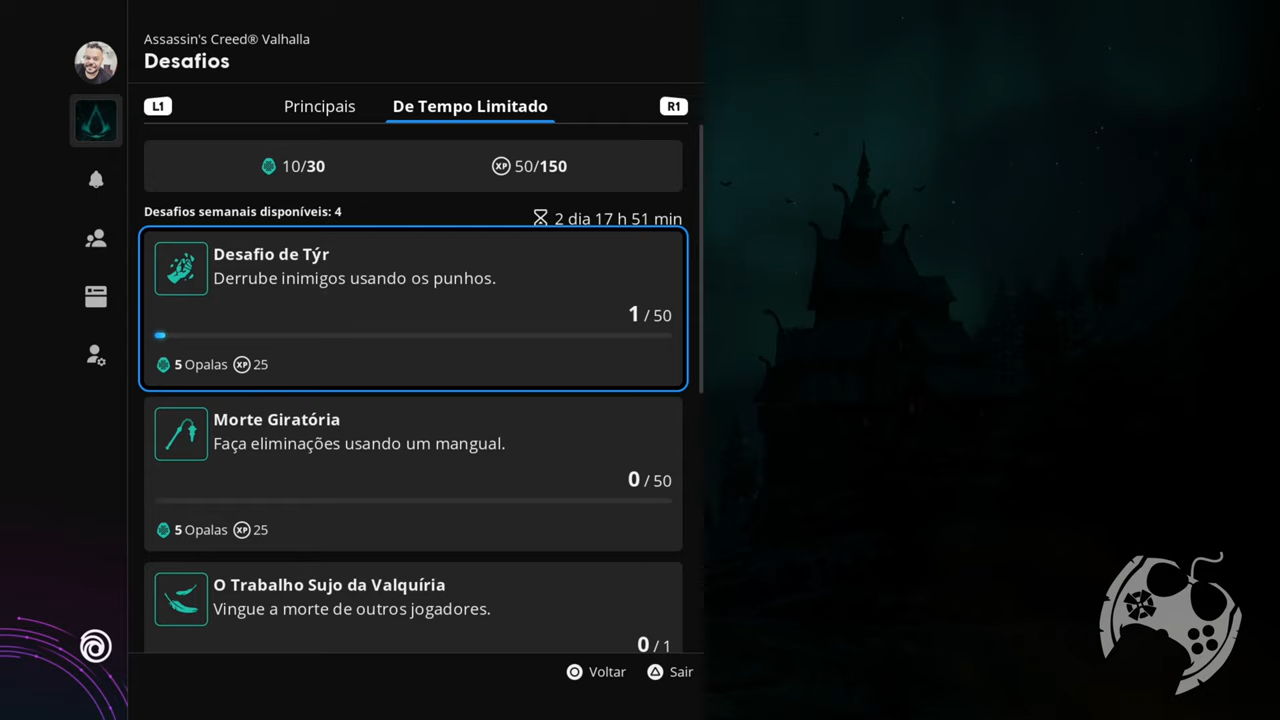 Assassin's Creed® Valhalla
Desafios
L1 Principais De Tempo Limitado R1
10/30 XP 50/150
Desafios semanais disponíveis: 4 2 dia 17 h 51 min
Desafio de Týr
Derrube inimigos usando os punhos.
1 / 50
5 Opalas XP 25
Morte Giratória
Faça eliminações usando um mangual.
0 / 50
5 Opalas XP 25
O Trabalho Sujo da Valquíria
Vingue a morte de outros jogadores.
0 / 1
Voltar Sair